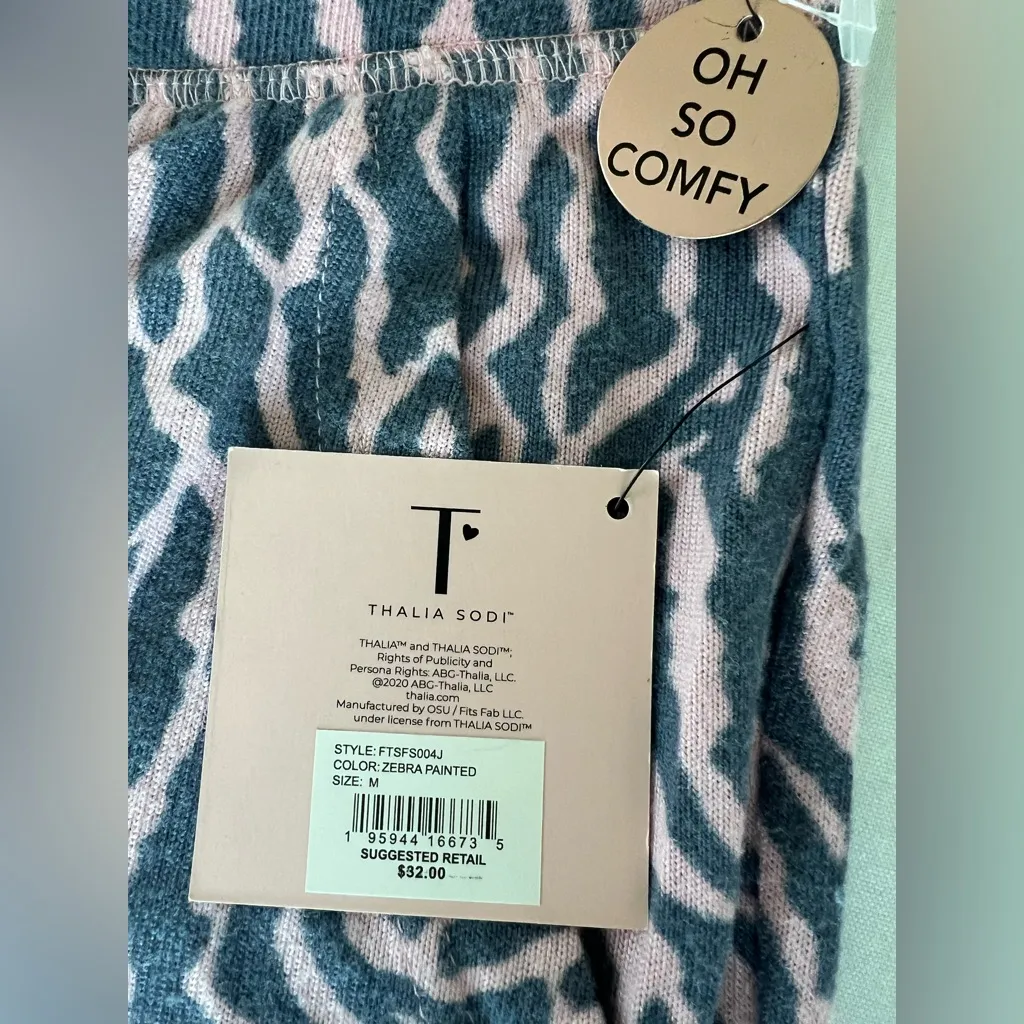 OH
SO
COMFY
T
THALIA SODI™
THALIA™ and THALIA SODI™;
Rights of Publicity and
Persona Rights: ABG-Thalia, LLC.
@2020 ABG-Thalia, LLC
thalia.com
Manufactured by OSU / Fits Fab LLC.
under license from THALIA SODI™
STYLE: FTSFS004J
COLOR: ZEBRA PAINTED
SIZE: M
1 95944 16673 5
SUGGESTED RETAIL
$32.00